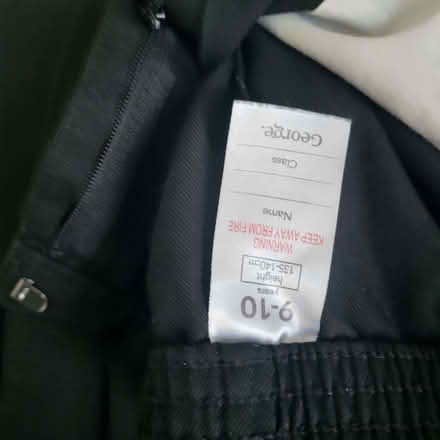 George.
Class
Name
KEEP AWAY FROM FIRE
WARNING
135-140cm
height
years
9-10